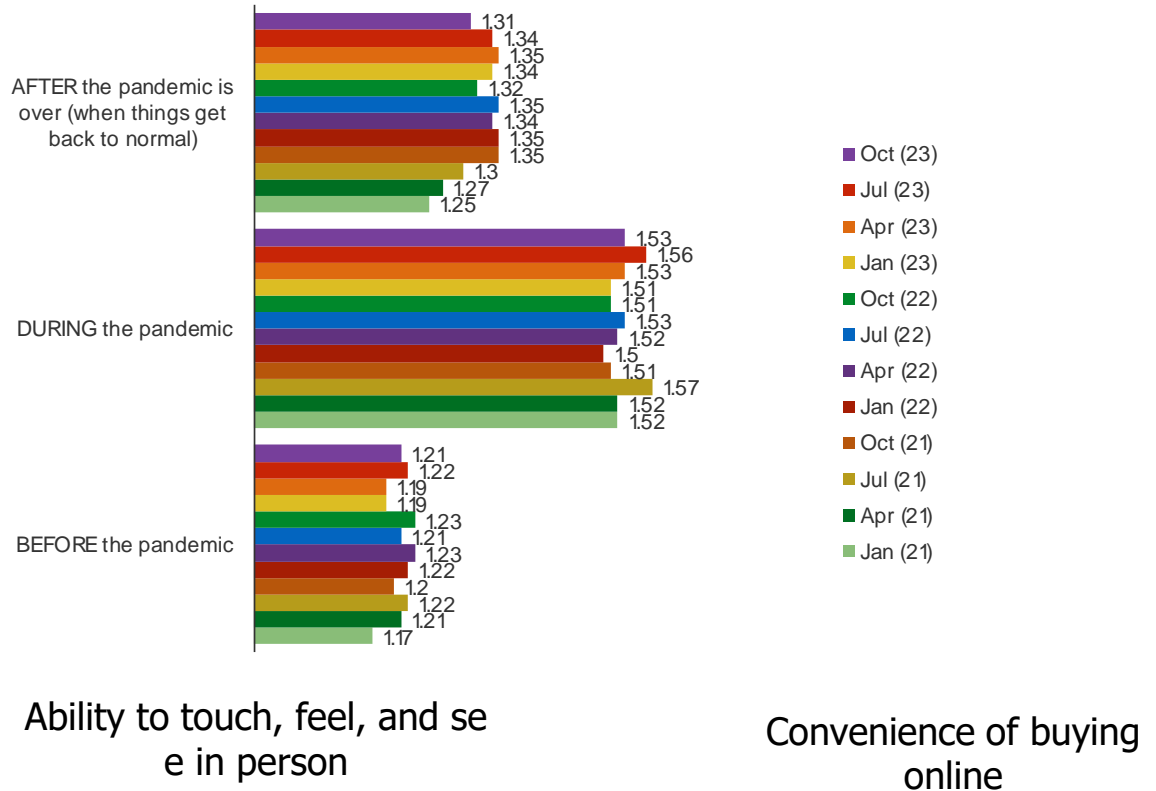 1.31
1.34
1.35
1.34
1.32
1.35
1.34
1.35
1.35
1.3
1.27
1.25
AFTER the pandemic is
over (when things get
back to normal)
1.53
1.56
1.53
1.51
1.51
1.53
1.52
1.5
1.51
1.57
1.52
1.52
DURING the pandemic
1.21
1.22
1.19
1.19
1.23
1.21
1.23
1.22
1.2
1.22
1.21
1.17
BEFORE the pandemic
Oct (23)
Jul (23)
Apr (23)
Jan (23)
Oct (22)
Jul (22)
Apr (22)
Jan (22)
Oct (21)
Jul (21)
Apr (21)
Jan (21)
Ability to touch, feel, and se
e in person
Convenience of buying
online